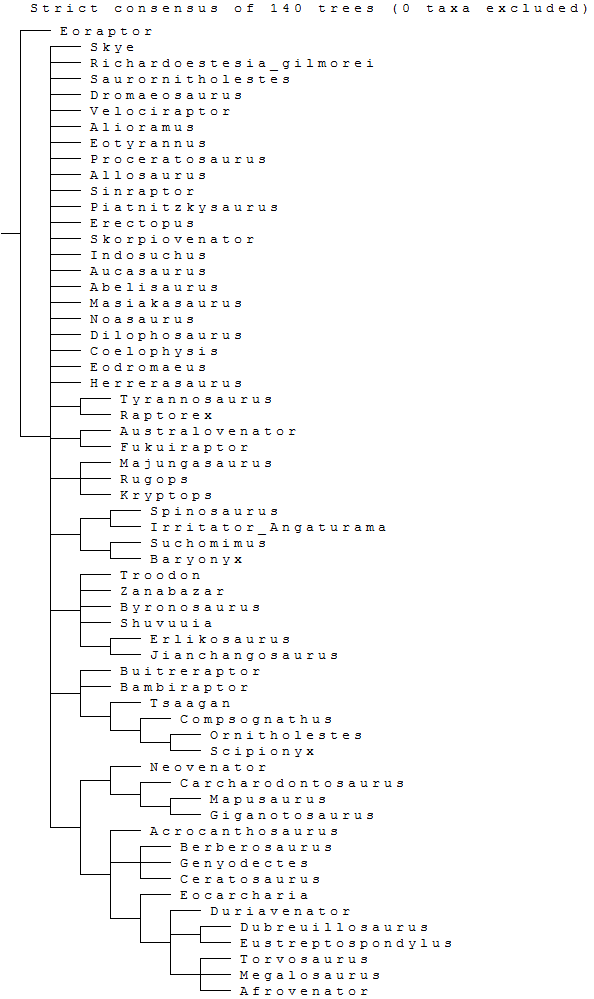 Strict consensus of 140 trees (0 taxa excluded)
Eoraptor
Skye
Richardoestesia_gilmorei
Saurornitholestes
Dromaeosaurus
Velociraptor
Alioramus
Eotyrannus
Proceratosaurus
Allosaurus
Sinraptor
Piatnitzkysaurus
Erectopus
Skorpiovenator
Indosuchus
Aucasaurus
Abelisaurus
Masiakasaurus
Noasaurus
Dilophosaurus
Coelophysis
Eodromaeus
Herrerasaurus
Tyrannosaurus
Raptorex
Australovenator
Fukuiraptor
Majungasaurus
Rugops
Kryptops
Spinosaurus
Irritator_Angaturama
Suchomimus
Baryonyx
Troodon
Zanabazar
Byronosaurus
Shuvuuia
Erlikosaurus
Jianchangosaurus
Buitreraptor
Bambiraptor
Tsaagan
Compsognathus
Ornitholestes
Scipionyx
Neovenator
Carcharodontosaurus
Mapusaurus
Giganotosaurus
Acrocanthosaurus
Berberosaurus
Genyodectes
Ceratosaurus
Eocarcharia
Duriavenator
Dubreuillosaurus
Eustreptospondylus
Torvosaurus
Megalosaurus
Afrovenator